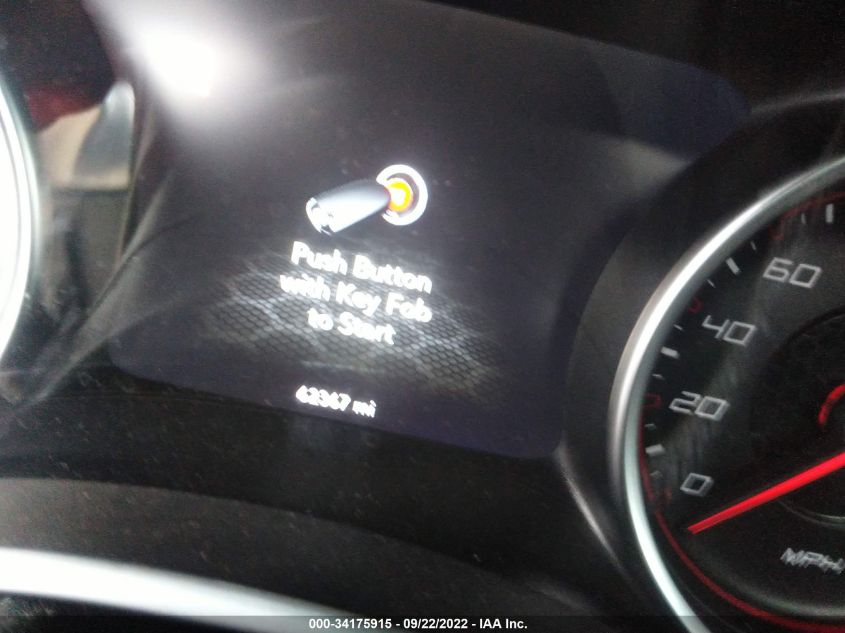 Push Button
with Key Fob
to Start
62367 mi
60
40
20
0
MPH
000-34175915 - 09/22/2022 - IAA Inc.